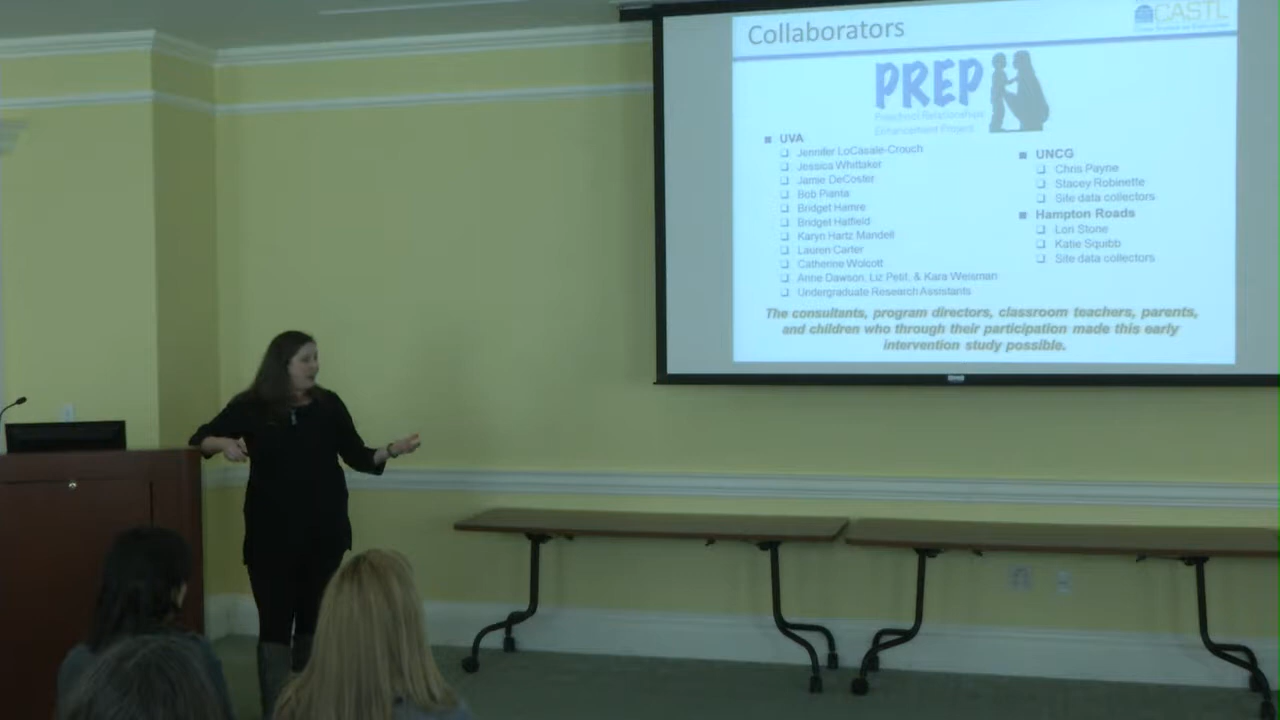 Collaborators
CASTL
PREP
Preschool Relationships
Enhancement Project
UVA
Jennifer LoCasale-Crouch
Jessica Whittaker
Jamie DeCoster
Bob Pianta
Bridget Hamre
Bridget Hatfield
Karyn Hartz Mandell
Lauren Carter
Catherine Wolcott
Anne Dawson, Liz Petit, & Kara Weisman
Undergraduate Research Assistants
UNCG
Chris Payne
Stacey Robinette
Site data collectors
Hampton Roads
Lori Stone
Katie Squibb
Site data collectors
The consultants, program directors, classroom teachers, parents,
and children who through their participation made this early
intervention study possible.